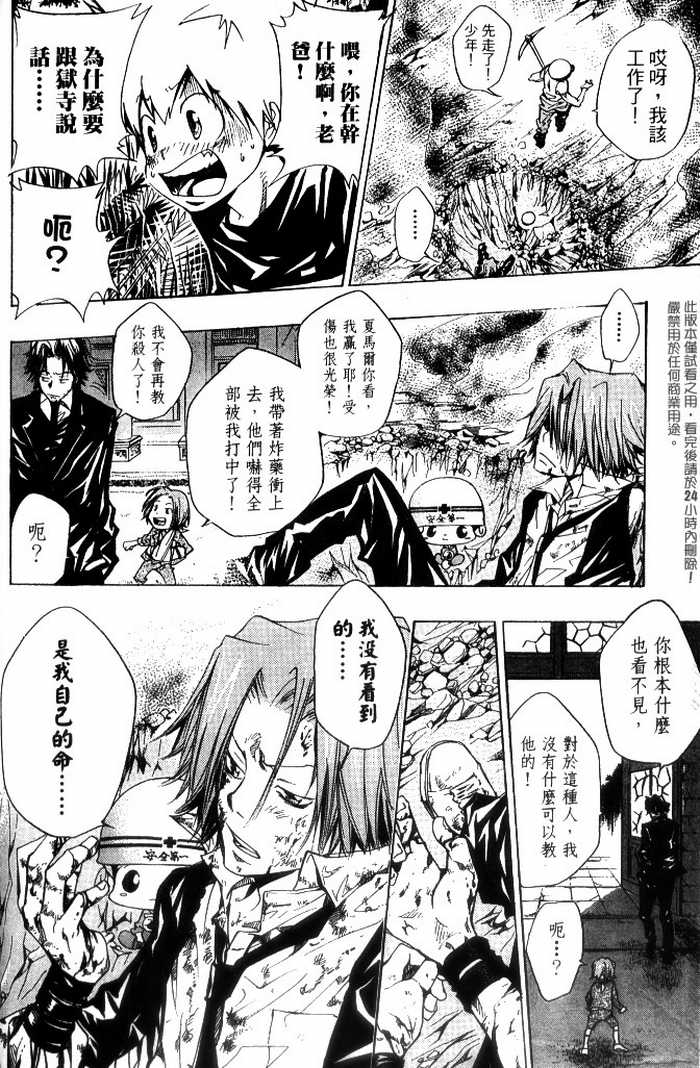 哎呀，我該
工作了！
先走了！
少年！
……
喂，你在幹
什麼啊，老
爸！
為什麼要
跟獄寺說
話……
呃？
……
夏馬爾你看，
我贏了耶！受
傷也很光榮！
我帶著炸藥衝上
去，他們嚇得全
部被我打中了！
我不會再教
你殺人了！
呃？
安全第一
你根本什麼
也看不見，
對於這種人，我
沒有什麼可以教
他的！
呃…？
我沒有看到
的……
是我自己的命……
安全第一
此版本僅試看之用．看完後請於24小時內刪除！
嚴禁用於任何商業用途。